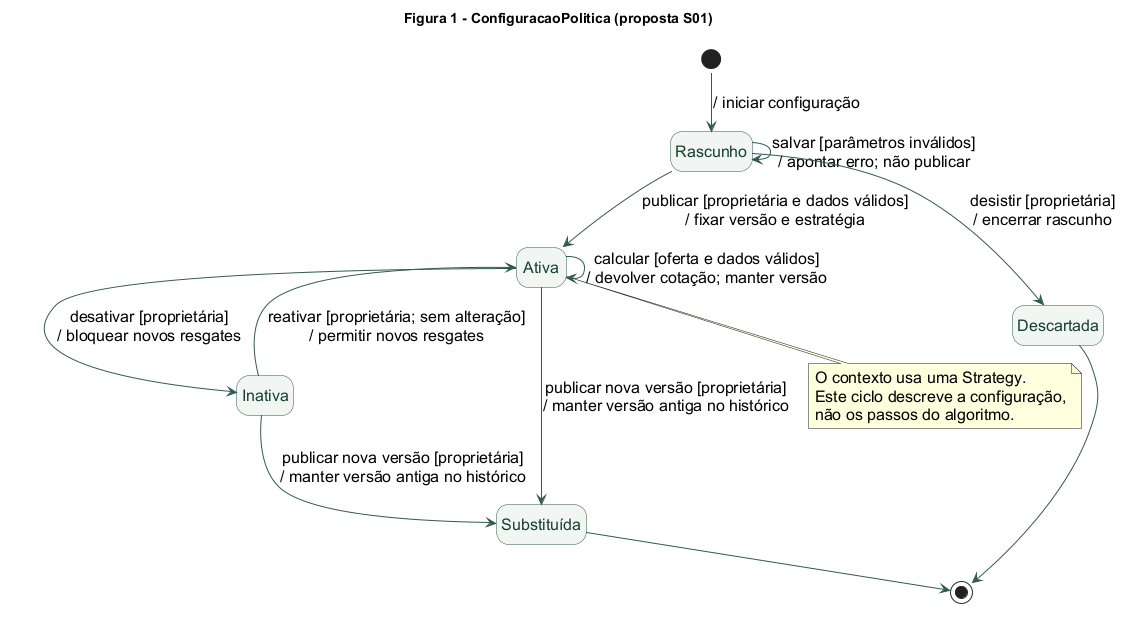 Figura 1 - ConfiguracaoPolitica (proposta S01)
/ iniciar configuração
Rascunho
salvar [parâmetros inválidos]
/ apontar erro; não publicar
publicar [proprietária e dados válidos]
/ fixar versão e estratégia
desistir [proprietária]
/ encerrar rascunho
Ativa
calcular [oferta e dados válidos]
/ devolver cotação; manter versão
desativar [proprietária]
/ bloquear novos resgates
reativar [proprietária; sem alteração]
/ permitir novos resgates
Descartada
Inativa
publicar nova versão [proprietária]
/ manter versão antiga no histórico
O contexto usa uma Strategy.
Este ciclo descreve a configuração,
não os passos do algoritmo.
publicar nova versão [proprietária]
/ manter versão antiga no histórico
Substituída